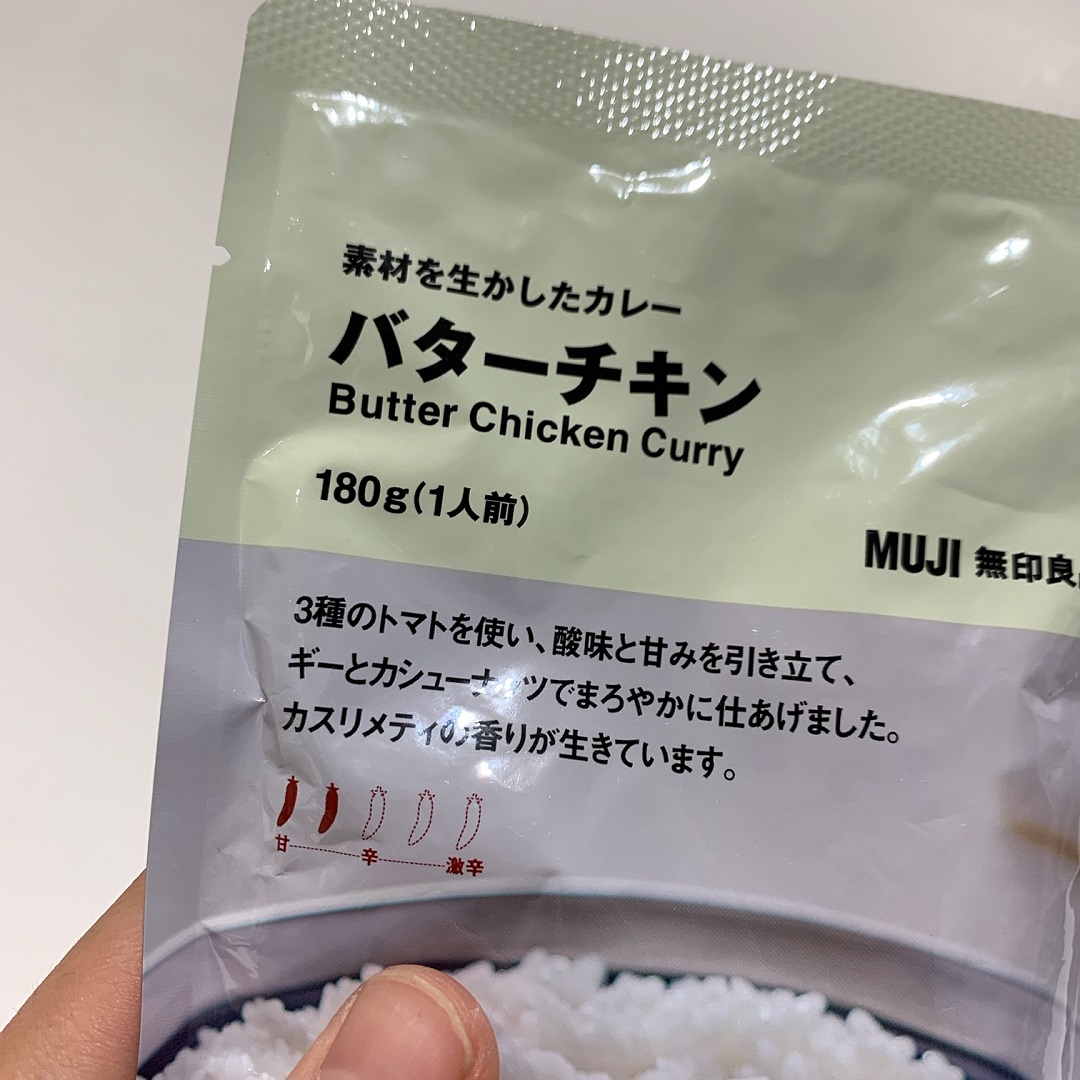 素材を生かしたカレー
バターチキン
Butter Chicken Curry
180g(1人前)
MUJI 無印良
3種のトマトを使い、酸味と甘みを引き立て、
ギーとカシューナッツでまろやかに仕あげました。
カスリメティの香りが生きています。
甘 辛 激辛